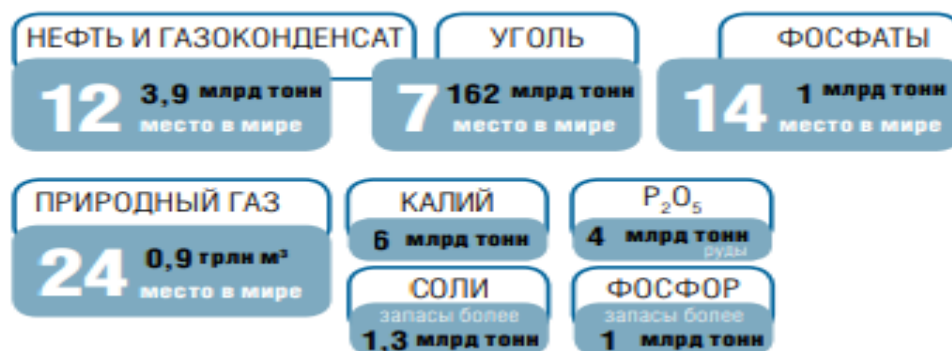 НЕФТЬ И ГАЗОКОНДЕНСАТ
12 3,9 млрд тонн
место в мире
УГОЛЬ
7 162 млрд тонн
место в мире
ФОСФАТЫ
14 1 млрд тонн
место в мире
ПРИРОДНЫЙ ГАЗ
24 0,9 трлн м³
место в мире
КАЛИЙ
6 млрд тонн
P₂O₅
4 млрд тонн
руды
СОЛИ
запасы более
1,3 млрд тонн
ФОСФОР
запасы более
1 млрд тонн